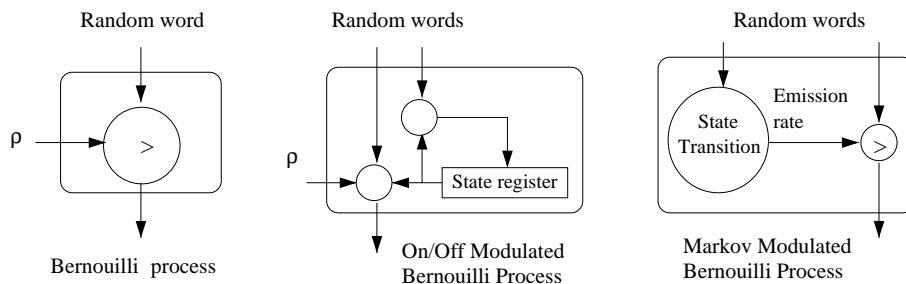 Random word
ρ
>
Bernouilli process
Random words
ρ
State register
On/Off Modulated
Bernouilli Process
Random words
State
Transition
Emission
rate
>
Markov Modulated
Bernouilli Process